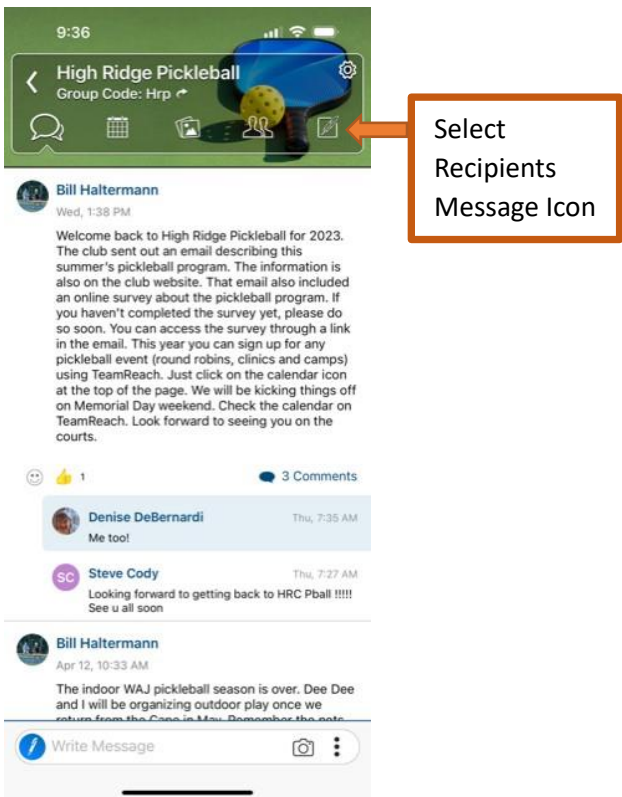 9:36
High Ridge Pickleball
Group Code: Hrp
Select
Recipients
Message Icon
Bill Haltermann
Wed, 1:38 PM
Welcome back to High Ridge Pickleball for 2023.
The club sent out an email describing this
summer's pickleball program. The information is
also on the club website. That email also included
an online survey about the pickleball program. If
you haven't completed the survey yet, please do
so soon. You can access the survey through a link
in the email. This year you can sign up for any
pickleball event (round robins, clinics and camps)
using TeamReach. Just click on the calendar icon
at the top of the page. We will be kicking things off
on Memorial Day weekend. Check the calendar on
TeamReach. Look forward to seeing you on the
courts.
1
3 Comments
Denise DeBernardi
Thu, 7:35 AM
Me too!
SC
Steve Cody
Thu, 7:27 AM
Looking forward to getting back to HRC Pball !!!!!
See u all soon
Bill Haltermann
Apr 12, 10:33 AM
The indoor WAJ pickleball season is over. Dee Dee
and I will be organizing outdoor play once we
return from the Cape in May. Remember the nets
Write Message